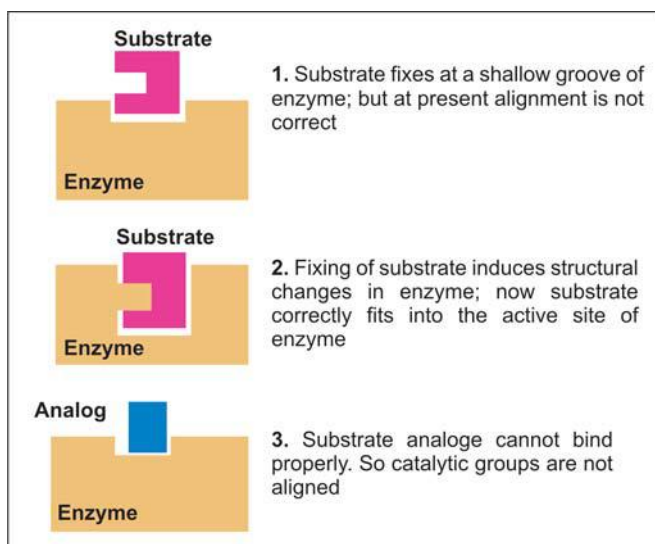 Substrate
1. Substrate fixes at a shallow groove of
enzyme; but at present alignment is not
correct
Enzyme
Substrate
2. Fixing of substrate induces structural
changes in enzyme; now substrate
correctly fits into the active site of
enzyme
Enzyme
Analog
3. Substrate analoge cannot bind
properly. So catalytic groups are not
aligned
Enzyme